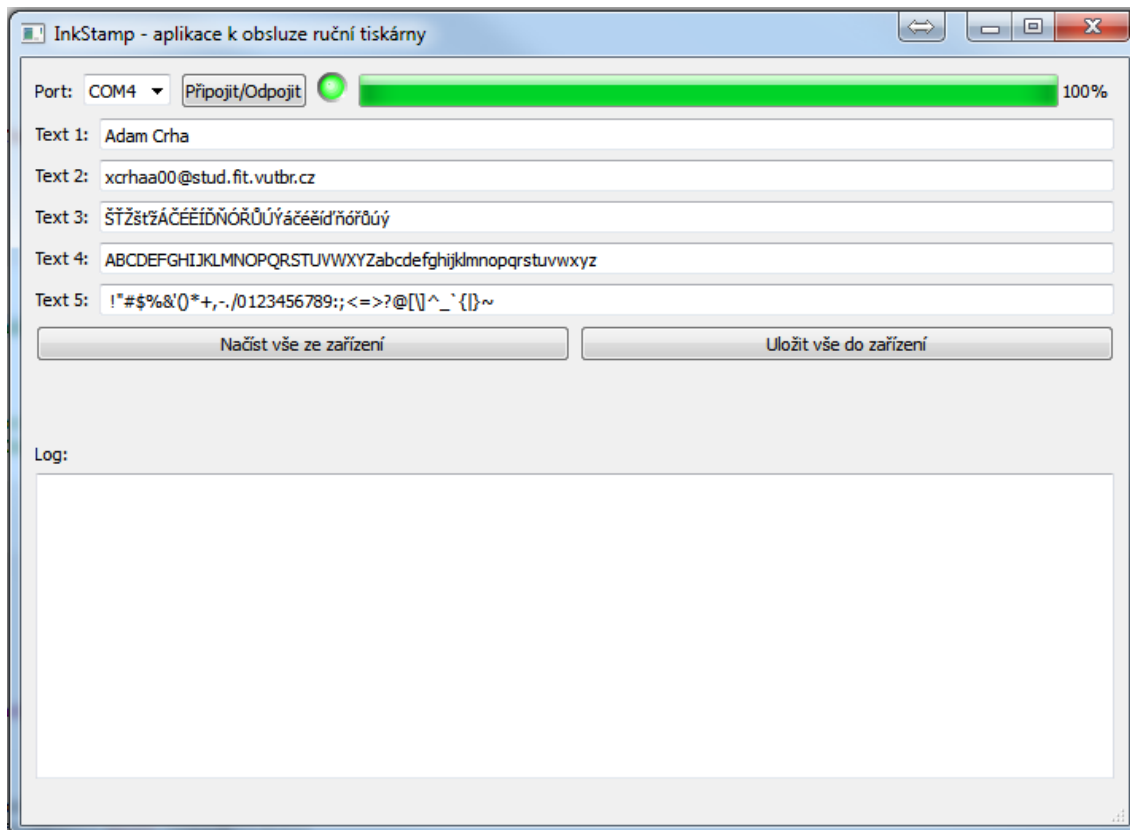 InkStamp - aplikace k obsluze ruční tiskárny
Port: COM4 Připojit/Odpojit 100%
Text 1: Adam Crha
Text 2: xcrhaa00@stud.fit.vutbr.cz
Text 3: ŠŤŽšťžÁČÉĚÍĎŇÓŘŮÚÝáčéěíďňóřůúý
Text 4: ABCDEFGHIJKLMNOPQRSTUVWXYZabcdefghijklmnopqrstuvwxyz
Text 5: !"#$%&'()*+,-./0123456789:;<=>?@[\]^_`{|}~
Načíst vše ze zařízení Uložit vše do zařízení
Log: